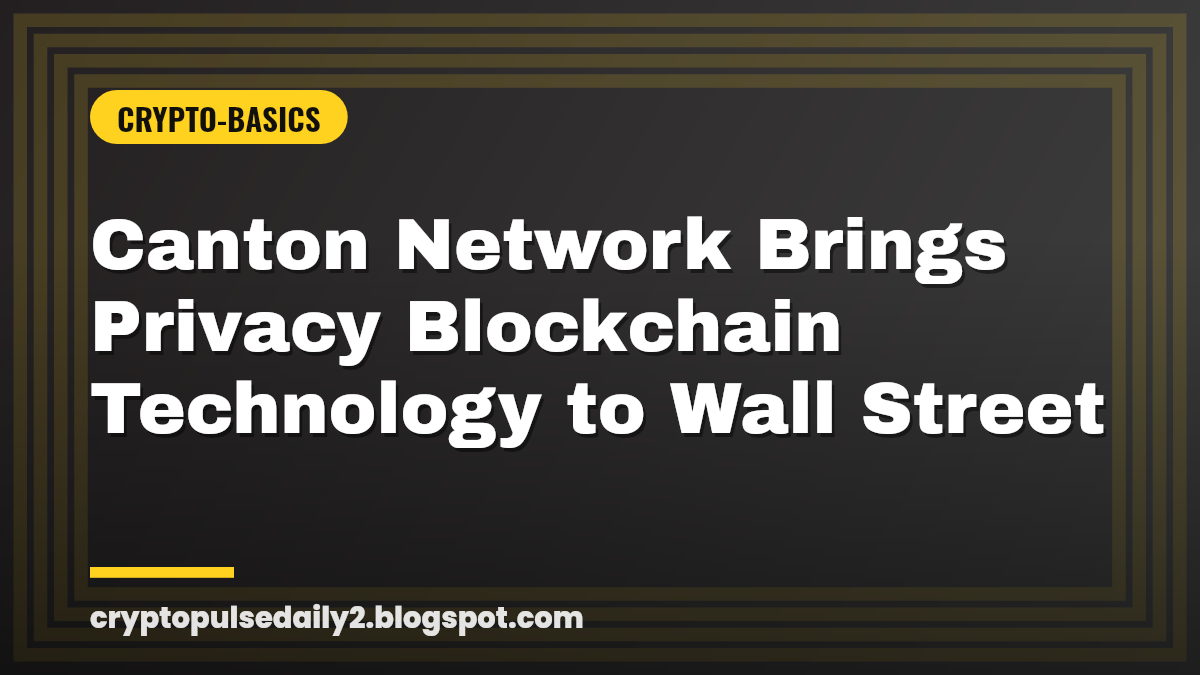 CRYPTO-BASICS
Canton Network Brings
Privacy Blockchain
Technology to Wall Street
cryptopulsedaily2.blogspot.com